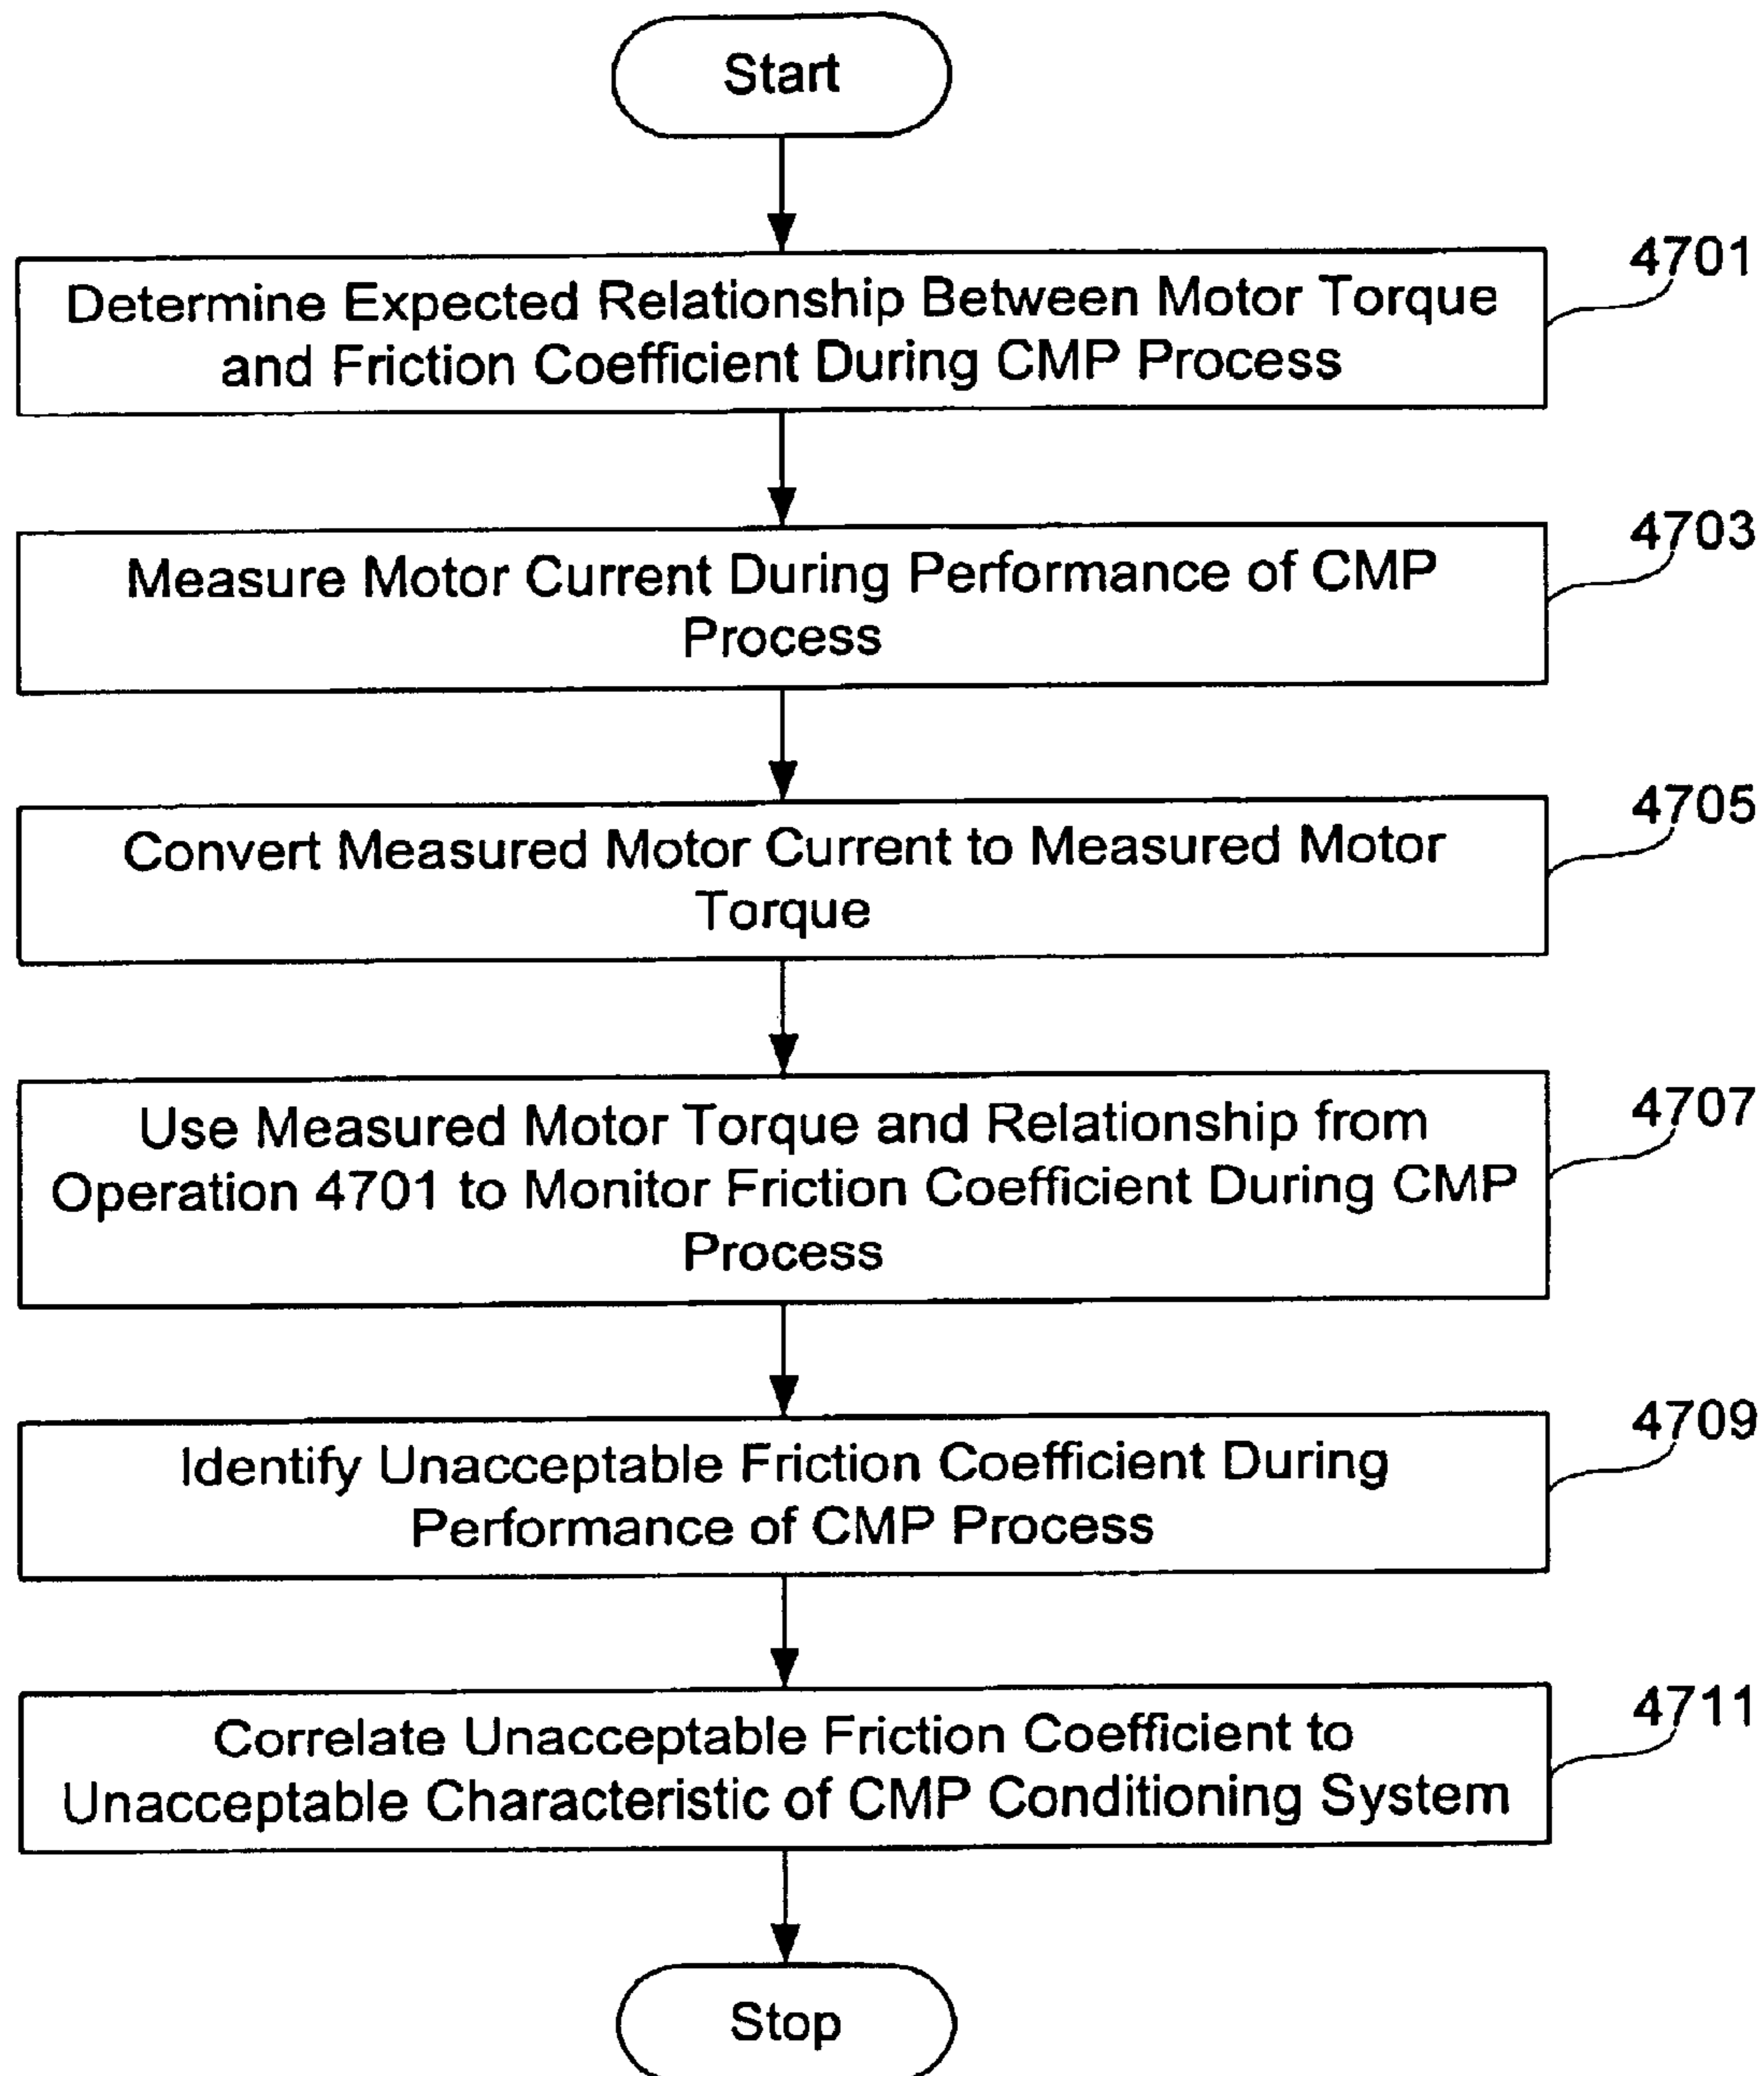 Start
4701
Determine Expected Relationship Between Motor Torque
and Friction Coefficient During CMP Process
4703
Measure Motor Current During Performance of CMP
Process
4705
Convert Measured Motor Current to Measured Motor
Torque
4707
Use Measured Motor Torque and Relationship from
Operation 4701 to Monitor Friction Coefficient During CMP
Process
4709
Identify Unacceptable Friction Coefficient During
Performance of CMP Process
4711
Correlate Unacceptable Friction Coefficient to
Unacceptable Characteristic of CMP Conditioning System
Stop